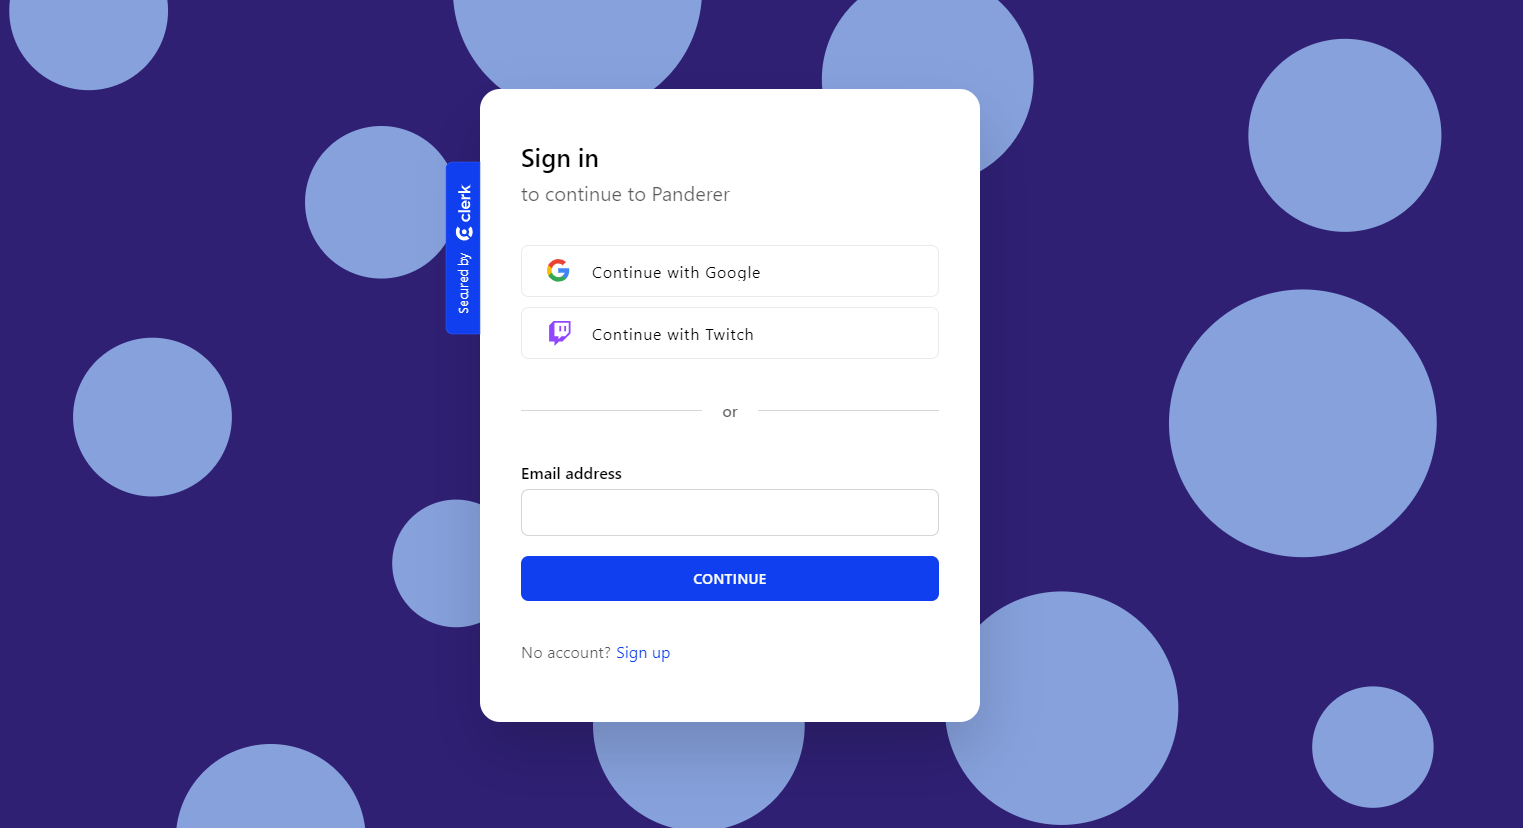 Sign in
to continue to Panderer
Secured by clerk
Continue with Google
Continue with Twitch
or
Email address
CONTINUE
No account? Sign up